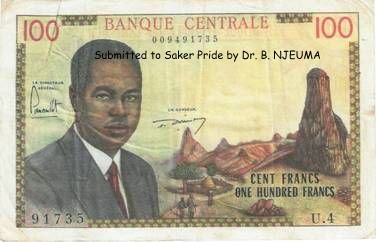 100 BANQUE CENTRALE 100
009491735
Submitted to Saker Pride by Dr. B. NJEUMA
LE DIRECTEUR
GÉNÉRAL
UN CENSEUR
CENT FRANCS
ONE HUNDRED FRANCS
91735 U.4